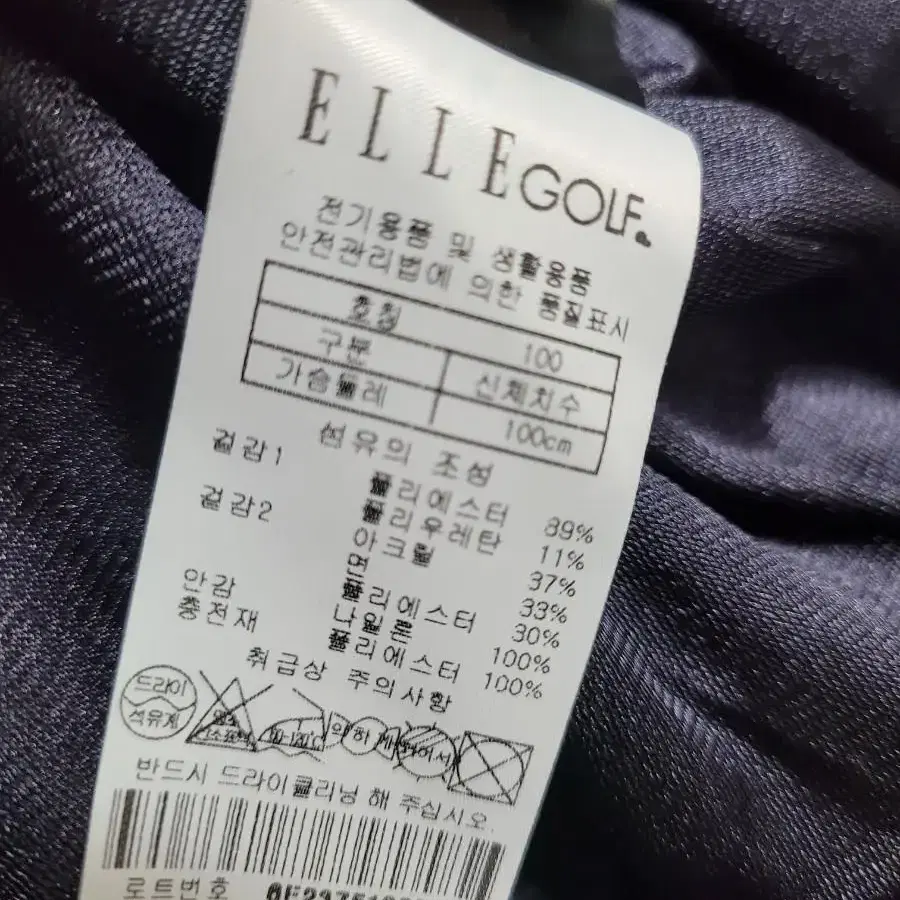 ELLE GOLF
전기용품 및 생활용품
안전관리법에 의한 품질표시
호칭 100
구분 신체치수
가슴둘레 100cm
섬유의 조성
겉감1 폴리에스터 89%
폴리우레탄 11%
겉감2 아크릴 37%
면 33%
폴리에스터 30%
안감 나일론 100%
충전재 폴리에스터 100%
취급상 주의사항
드라이
석유계
반드시 드라이클리닝 해 주십시오.
로트번호